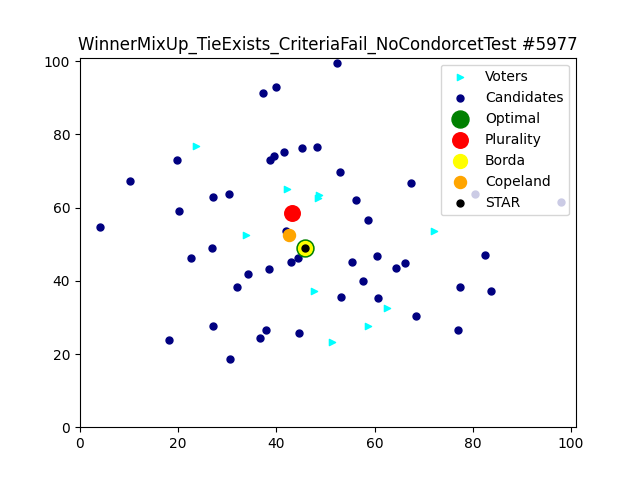 WinnerMixUp_TieExists_CriteriaFail_NoCondorcetTest #5977
Voters
Candidates
Optimal
Plurality
Borda
Copeland
STAR
100
80
60
40
20
0
0 20 40 60 80 100